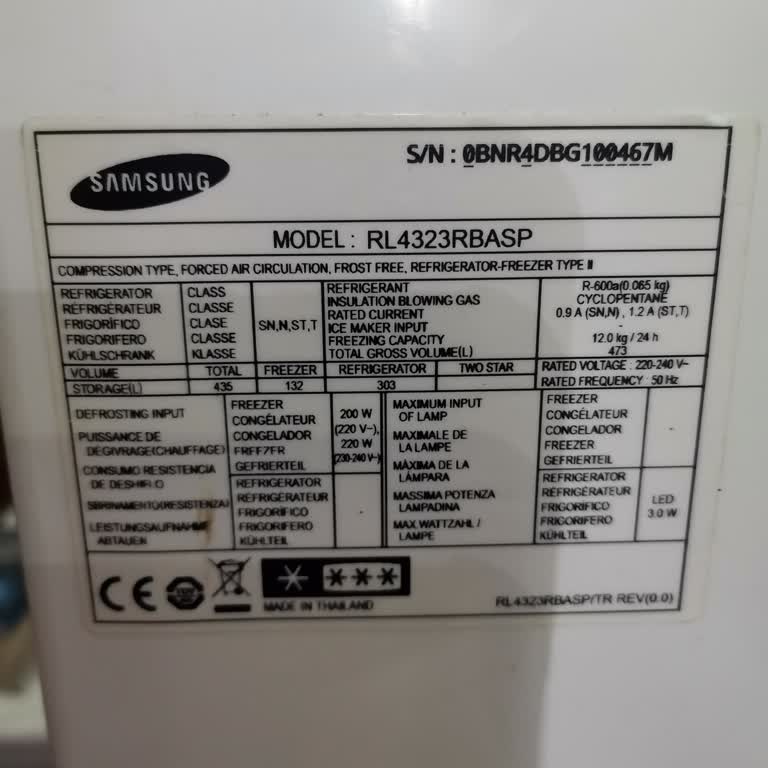 SAMSUNG
S/N : 0BNR4DBG100467M
MODEL : RL4323RBASP
COMPRESSION TYPE, FORCED AIR CIRCULATION, FROST FREE, REFRIGERATOR-FREEZER TYPE II
REFRIGERATOR CLASS
RÉFRIGÉRATEUR CLASSE
FRIGORÍFICO CLASE
FRIGORIFERO CLASSE
KÜHLSCHRANK KLASSE
SN,N,ST,T
REFRIGERANT R-600a(0.065 kg)
INSULATION BLOWING GAS CYCLOPENTANE
RATED CURRENT 0.9 A (SN,N) , 1.2 A (ST,T)
ICE MAKER INPUT -
FREEZING CAPACITY 12.0 kg / 24 h
TOTAL GROSS VOLUME(L) 473
VOLUME TOTAL FREEZER REFRIGERATOR TWO STAR RATED VOLTAGE : 220-240 V~
STORAGE(L) 435 132 303 RATED FREQUENCY : 50 Hz
DEFROSTING INPUT
PUISSANCE DE
DÉGIVRAGE(CHAUFFAGE)
CONSUMO RESISTENCIA
DE DESHIELO
SBRINAMENTO(RESISTENZA)
LEISTUNGSAUFNAHME
ABTAUEN
FREEZER
CONGÉLATEUR
CONGELADOR
FREEZER
GEFRIERTEIL
200 W
(220 V~),
220 W
(230-240 V~)
REFRIGERATOR
RÉFRIGÉRATEUR
FRIGORIFICO
FRIGORIFERO
KÜHLTEIL
MAXIMUM INPUT
OF LAMP
MAXIMALE DE
LA LAMPE
MÁXIMA DE LA
LÁMPARA
MASSIMA POTENZA
LAMPADINA
MAX.WATTZAHL /
LAMPE
FREEZER
CONGÉLATEUR
CONGELADOR
FREEZER
GEFRIERTEIL
-
REFRIGERATOR
RÉFRIGÉRATEUR
FRIGORIFICO
FRIGORIFERO
KÜHLTEIL
LED
3.0 W
CE
MADE IN THAILAND
RL4323RBASP/TR REV(0.0)